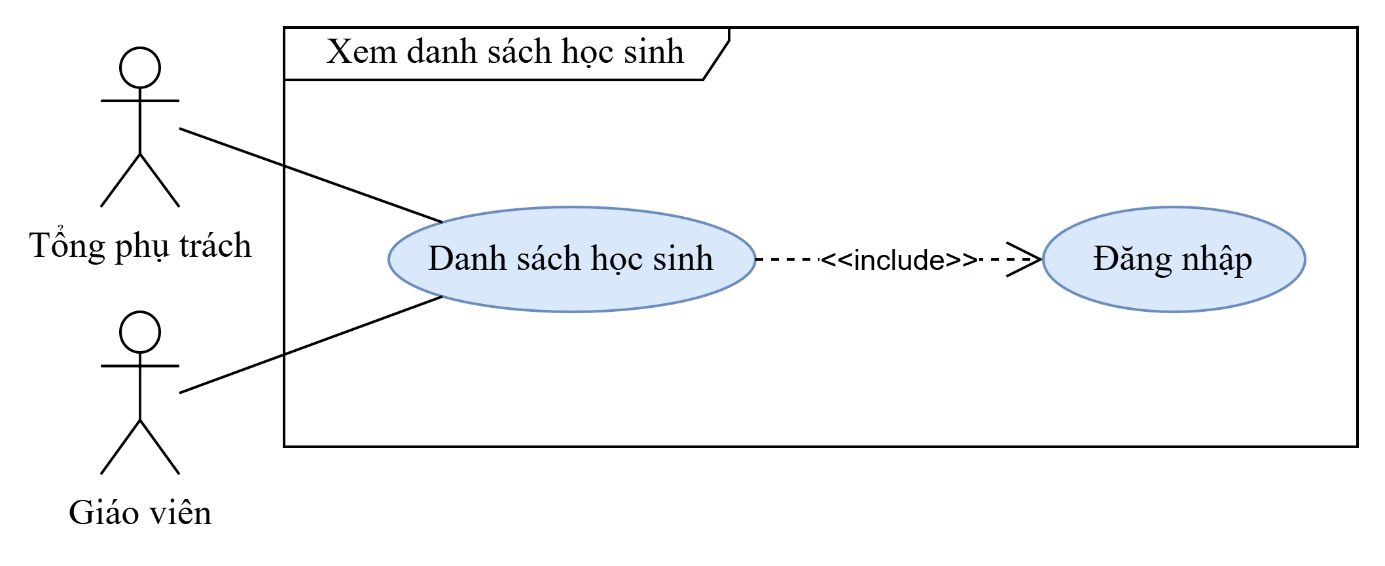 Xem danh sách học sinh
Tổng phụ trách
Danh sách học sinh
<<include>>
Đăng nhập
Giáo viên